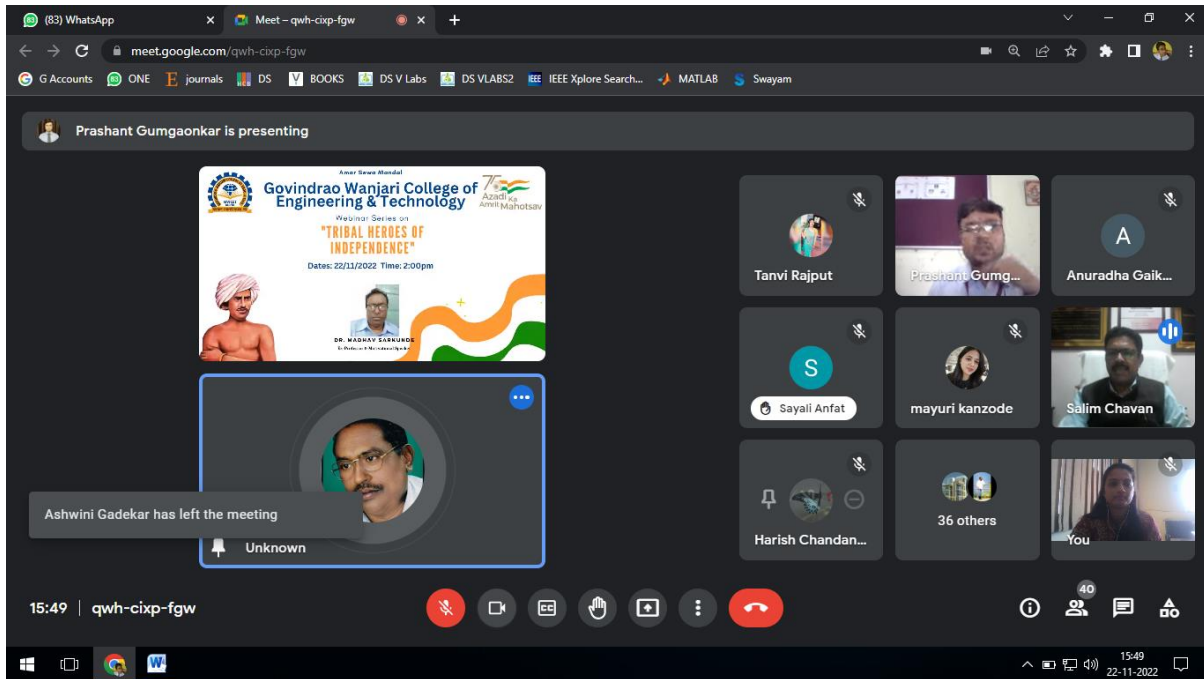 (83) WhatsApp
Meet – qwh-cixp-fgw
meet.google.com/qwh-cixp-fgw
G Accounts
ONE
journals
DS
BOOKS
DS V Labs
DS VLABS2
IEEE Xplore Search...
MATLAB
Swayam
Prashant Gumgaonkar is presenting
Amar Sewa Mandal
Govindrao Wanjari College of
Engineering & Technology
75
Azadi Ka
Amrit Mahotsav
Webinar Series on
"TRIBAL HEROES OF
INDEPENDENCE"
Dates: 22/11/2022 Time: 2:00pm
DR. MADHAV SARKUNDE
Tanvi Rajput
Prashant Gumg...
A
Anuradha Gaik...
S
Sayali Anfat
mayuri kanzode
Salim Chavan
Ashwini Gadekar has left the meeting
Unknown
Harish Chandan...
36 others
You
15:49 | qwh-cixp-fgw
40
15:49
22-11-2022